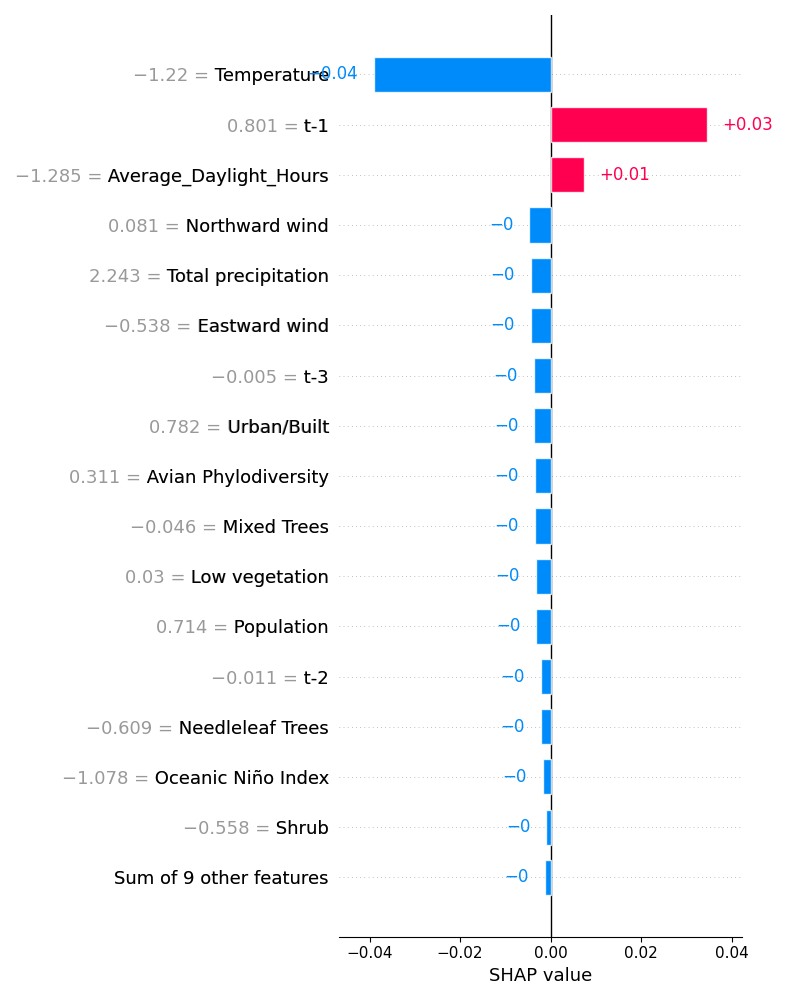 −1.22 = Temperature −0.04
0.801 = t-1 +0.03
−1.285 = Average_Daylight_Hours +0.01
0.081 = Northward wind −0
2.243 = Total precipitation −0
−0.538 = Eastward wind −0
−0.005 = t-3 −0
0.782 = Urban/Built −0
0.311 = Avian Phylodiversity −0
−0.046 = Mixed Trees −0
0.03 = Low vegetation −0
0.714 = Population −0
−0.011 = t-2 −0
−0.609 = Needleleaf Trees −0
−1.078 = Oceanic Niño Index −0
−0.558 = Shrub −0
Sum of 9 other features −0
−0.04 −0.02 0.00 0.02 0.04
SHAP value